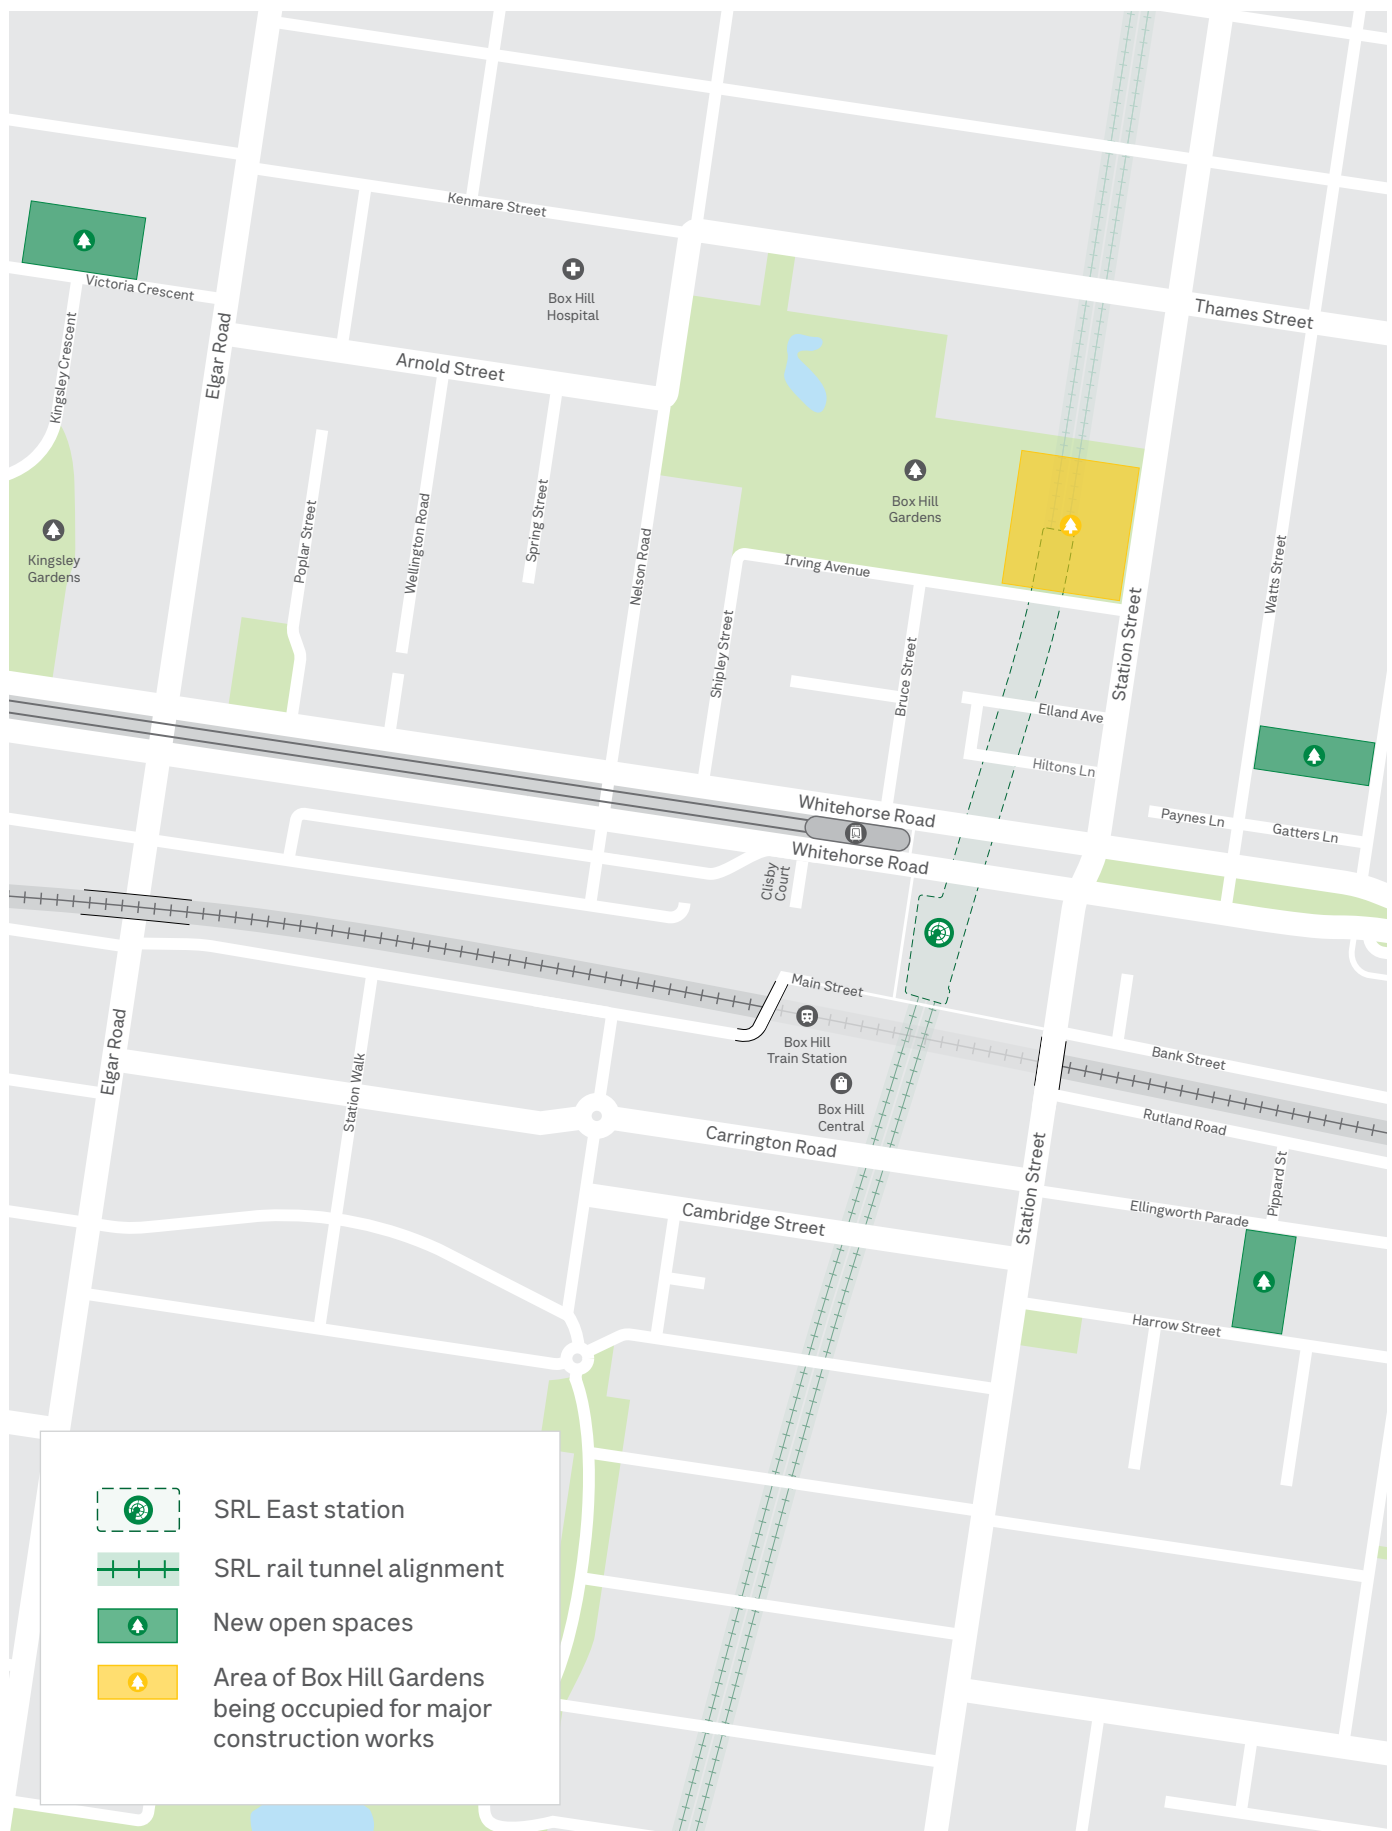 Kenmare Street
Victoria Crescent
Box Hill
Hospital
Thames Street
Elgar Road
Kingsley Crescent
Arnold Street
Box Hill
Gardens
Kingsley
Gardens
Poplar Street
Wellington Road
Spring Street
Nelson Road
Irving Avenue
Shipley Street
Bruce Street
Station Street
Watts Street
Elland Ave
Hiltons Ln
Whitehorse Road
Whitehorse Road
Paynes Ln
Gatters Ln
Clisby
Court
Main Street
Box Hill
Train Station
Box Hill
Central
Bank Street
Rutland Road
Elgar Road
Station Walk
Carrington Road
Station Street
Pippard St
Ellingworth Parade
Cambridge Street
Harrow Street
SRL East station
SRL rail tunnel alignment
New open spaces
Area of Box Hill Gardens
being occupied for major
construction works